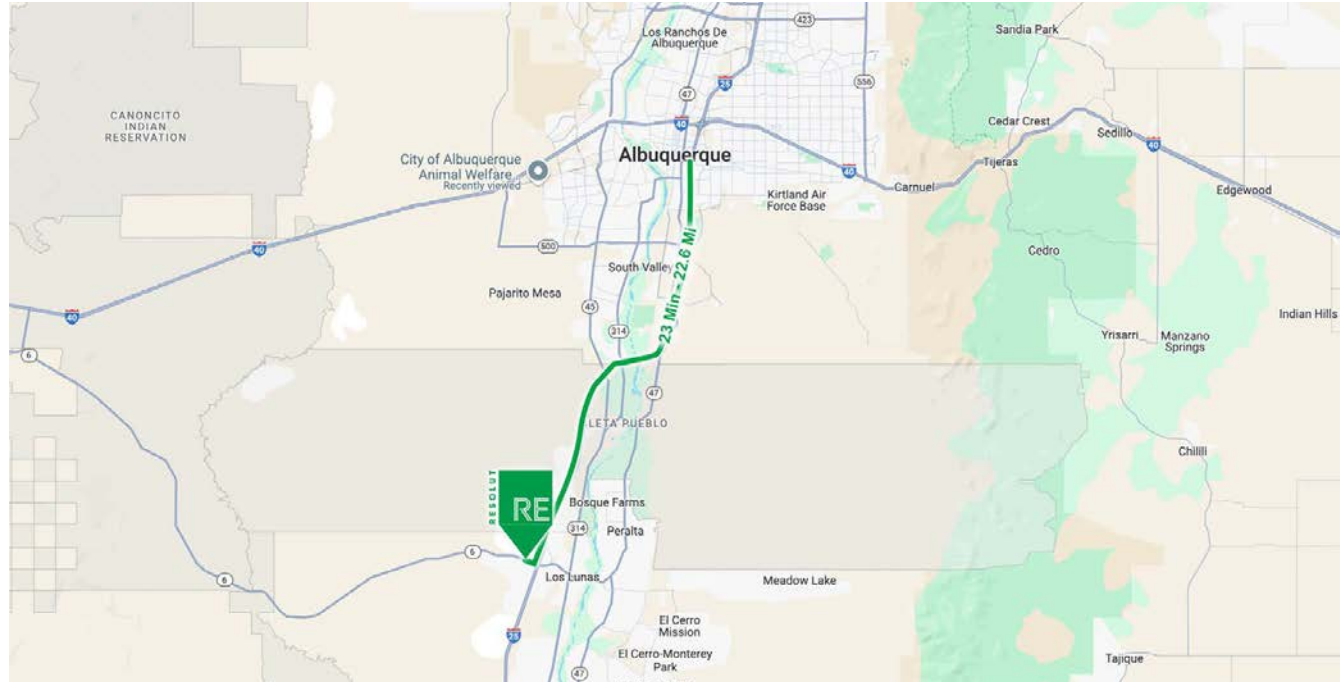 423
Sandia Park
Los Ranchos De
Albuquerque
556
47
25
CANONCITO
INDIAN
RESERVATION
40
40
Cedar Crest
Sedillo
40
City of Albuquerque
Animal Welfare...
Recently viewed
Albuquerque
Tijeras
40
Carnuel
Edgewood
Kirtland Air
Force Base
500
40
Cedro
South Valley
23 Min - 22.6 Mi
Pajarito Mesa
45
40
314
Indian Hills
Yrisarri
Manzano
Springs
6
47
LETA PUEBLO
Chilili
RESOLUT
RE
Bosque Farms
314
Peralta
6
Los Lunas
Meadow Lake
6
El Cerro
Mission
25
El Cerro-Monterey
Park
Tajique
47